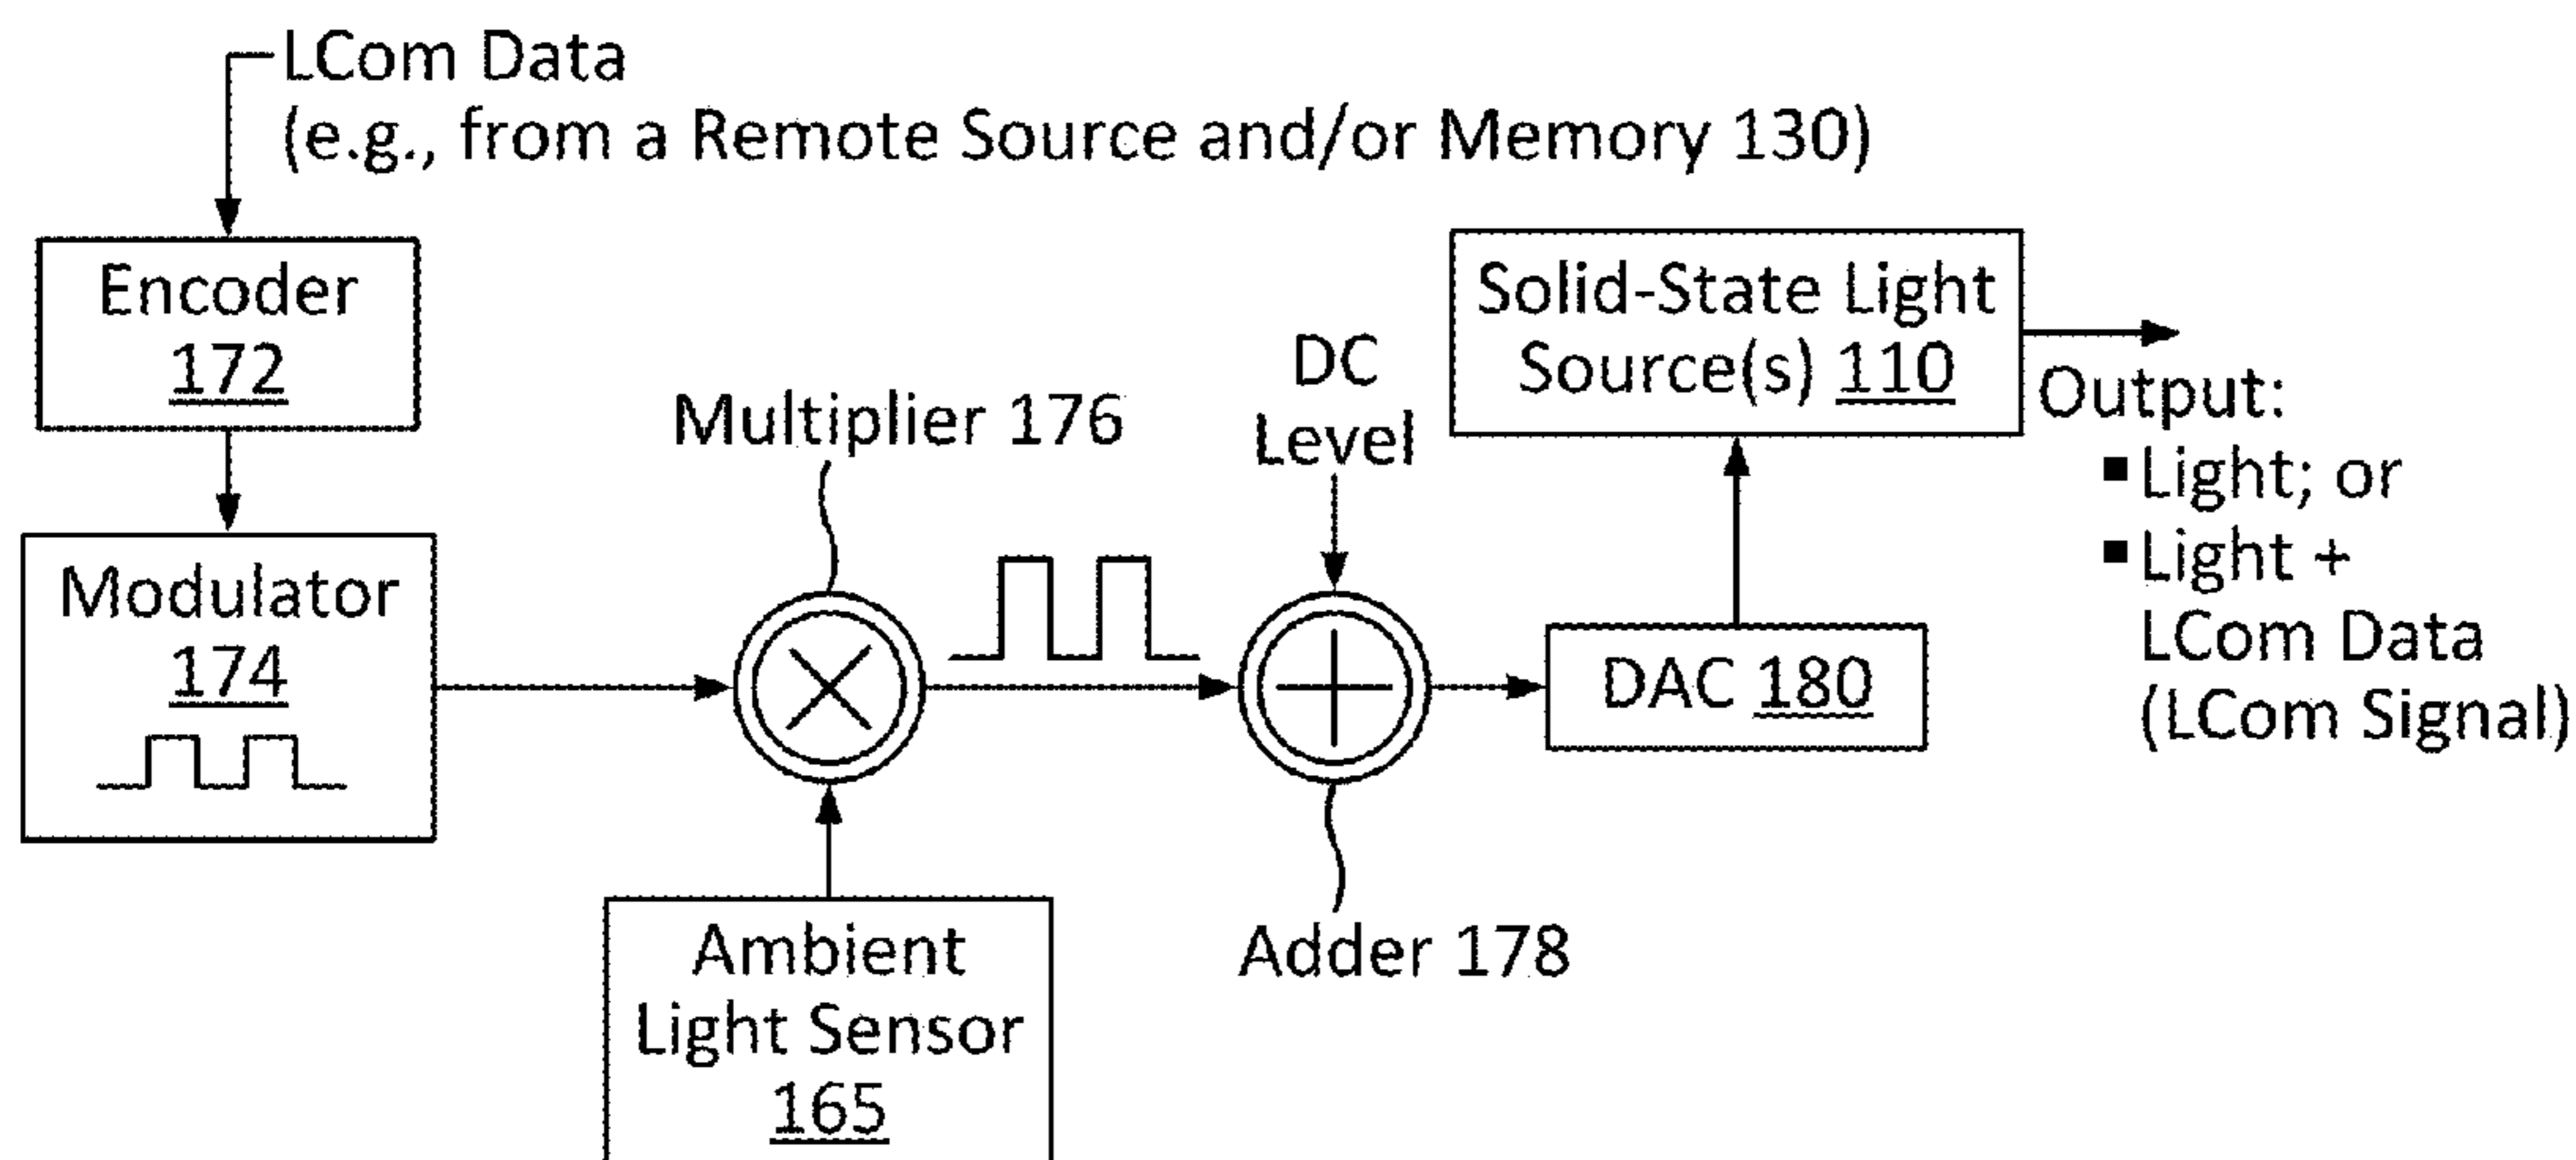 LCom Data
(e.g., from a Remote Source and/or Memory 130)
Encoder
172
Modulator
174
Multiplier 176
Ambient
Light Sensor
165
DC
Level
Adder 178
DAC 180
Solid-State Light
Source(s) 110
Output:
▪ Light; or
▪ Light +
LCom Data
(LCom Signal)